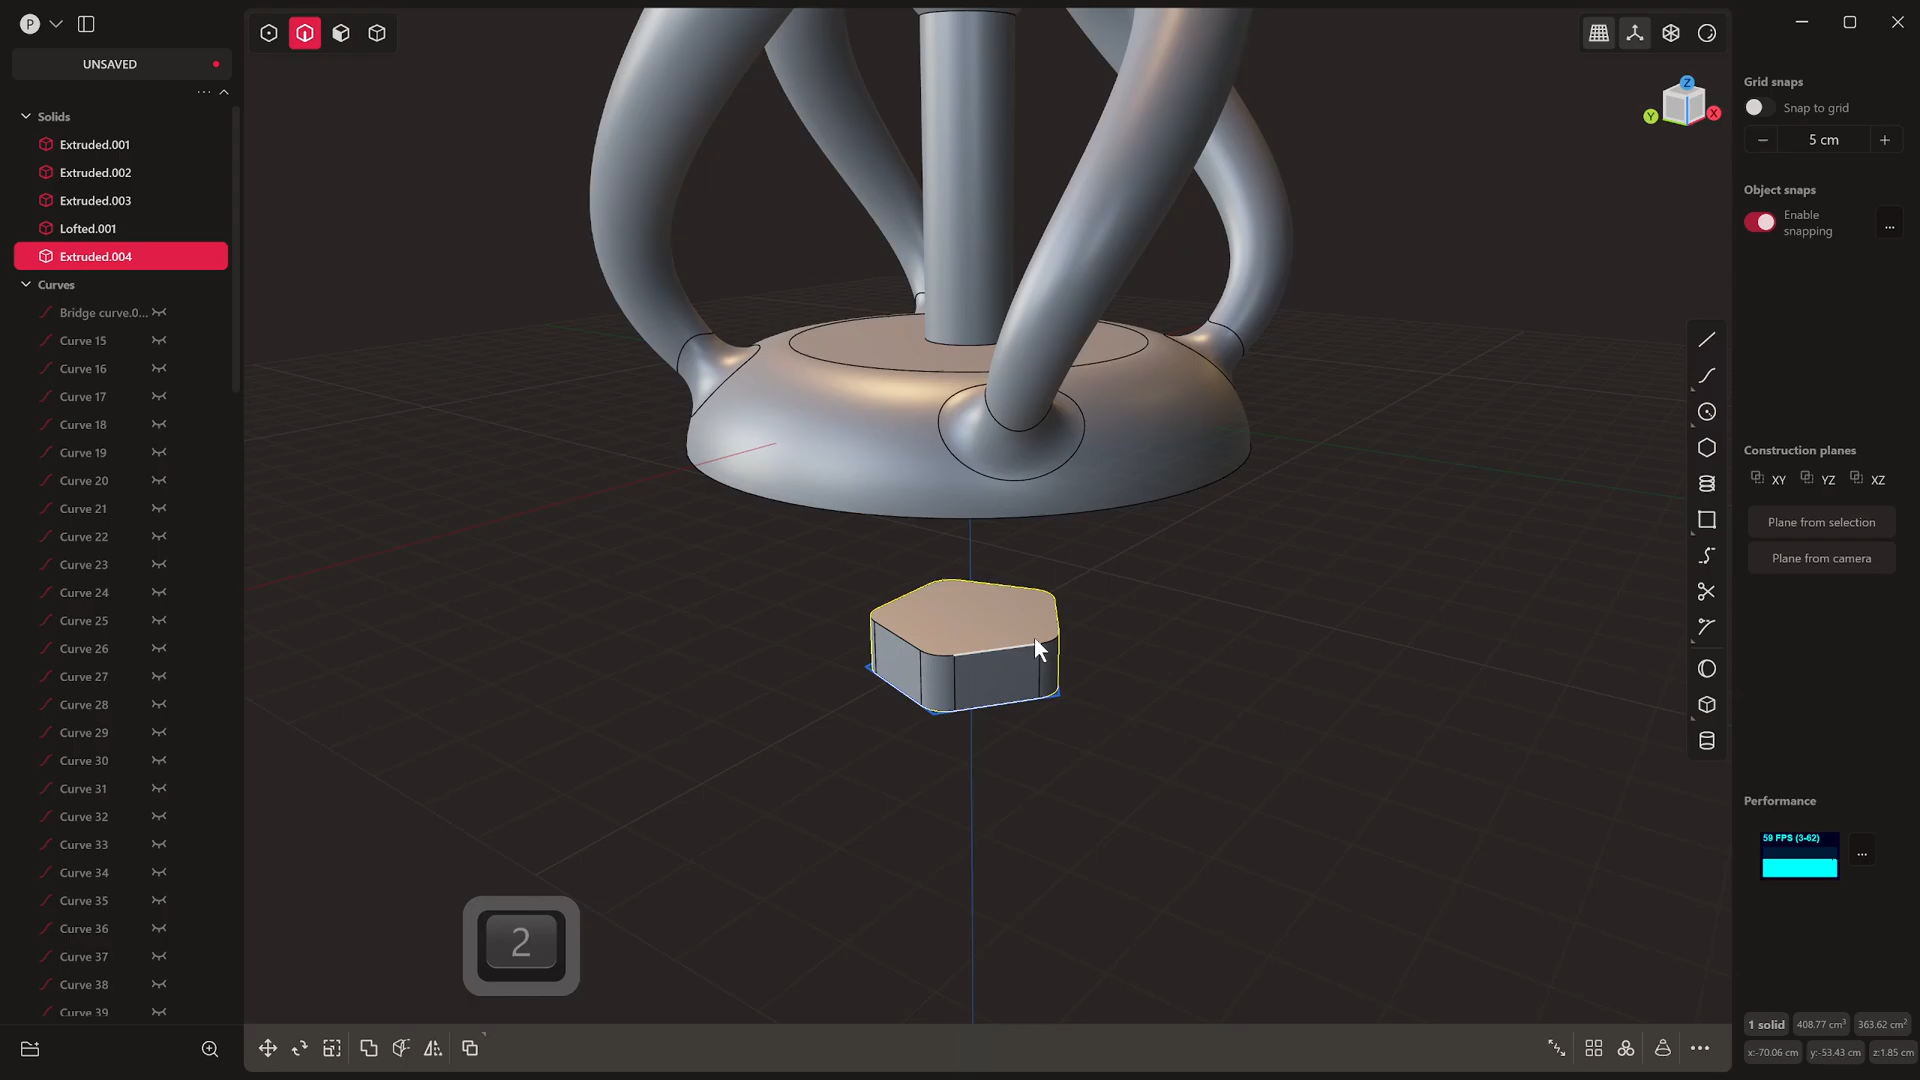 P
UNSAVED
Solids
Extruded.001
Extruded.002
Extruded.003
Lofted.001
Extruded.004
Curves
Bridge curve.0...
Curve 15
Curve 16
Curve 17
Curve 18
Curve 19
Curve 20
Curve 21
Curve 22
Curve 23
Curve 24
Curve 25
Curve 26
Curve 27
Curve 28
Curve 29
Curve 30
Curve 31
Curve 32
Curve 33
Curve 34
Curve 35
Curve 36
Curve 37
Curve 38
Curve 39
2
Z
Y
X
Grid snaps
Snap to grid
5 cm
Object snaps
Enable
snapping
...
Construction planes
XY YZ XZ
Plane from selection
Plane from camera
Performance
59 FPS (3-62)
...
1 solid 408.77 cm³ 363.62 cm²
x:-70.06 cm y:-53.43 cm z:1.85 cm